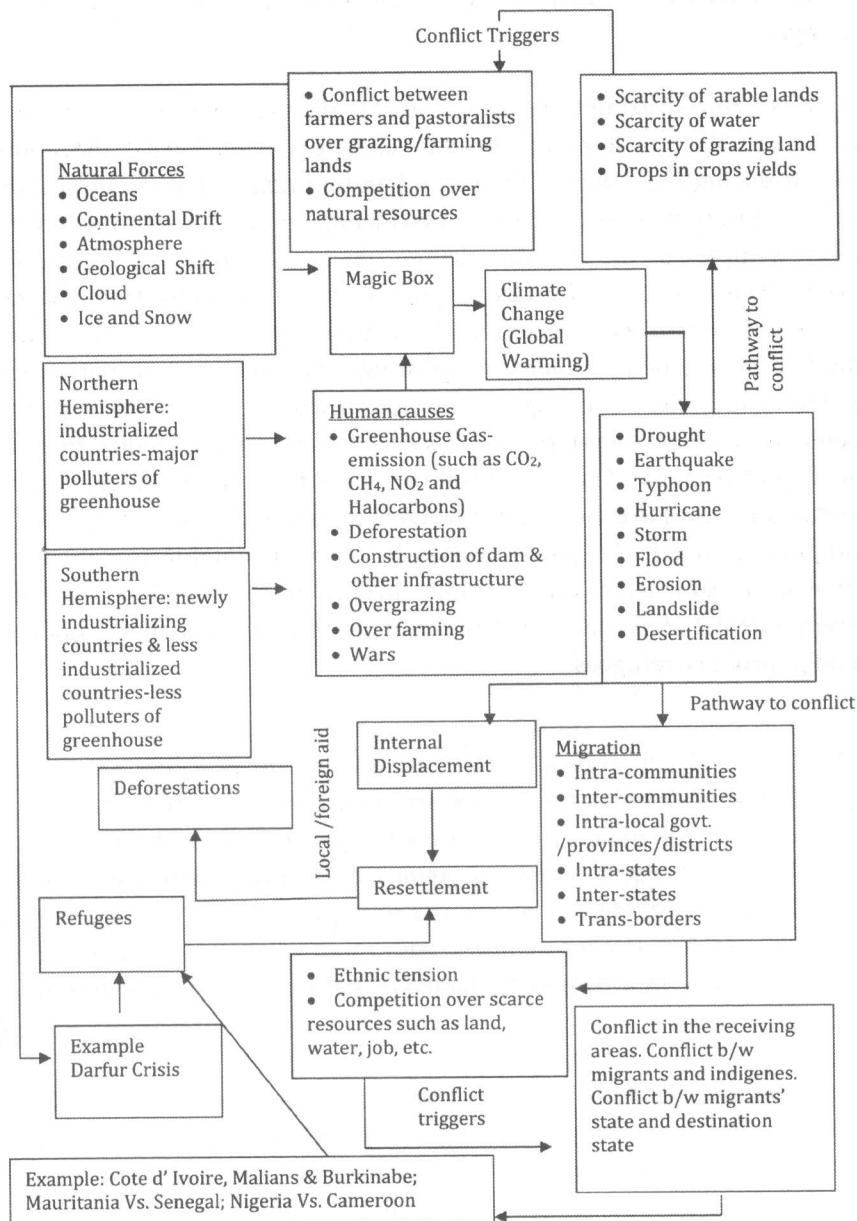 Conflict Triggers
• Conflict between
farmers and pastoralists
over grazing/farming
lands
• Competition over
natural resources
• Scarcity of arable lands
• Scarcity of water
• Scarcity of grazing land
• Drops in crops yields
Natural Forces
• Oceans
• Continental Drift
• Atmosphere
• Geological Shift
• Cloud
• Ice and Snow
Magic Box
Climate
Change
(Global
Warming)
Pathway to
conflict
Northern
Hemisphere:
industrialized
countries-major
polluters of
greenhouse
Human causes
• Greenhouse Gas-
emission (such as CO₂,
CH₄, NO₂ and
Halocarbons)
• Deforestation
• Construction of dam &
other infrastructure
• Overgrazing
• Over farming
• Wars
• Drought
• Earthquake
• Typhoon
• Hurricane
• Storm
• Flood
• Erosion
• Landslide
• Desertification
Southern
Hemisphere: newly
industrializing
countries & less
industrialized
countries-less
polluters of
greenhouse
Pathway to conflict
Internal
Displacement
Migration
• Intra-communities
• Inter-communities
• Intra-local govt.
/provinces/districts
• Intra-states
• Inter-states
• Trans-borders
Deforestations
Local /foreign aid
Resettlement
Refugees
• Ethnic tension
• Competition over scarce
resources such as land,
water, job, etc.
Example
Darfur Crisis
Conflict
triggers
Conflict in the receiving
areas. Conflict b/w
migrants and indigenes.
Conflict b/w migrants'
state and destination
state
Example: Cote d' Ivoire, Malians & Burkinabe;
Mauritania Vs. Senegal; Nigeria Vs. Cameroon